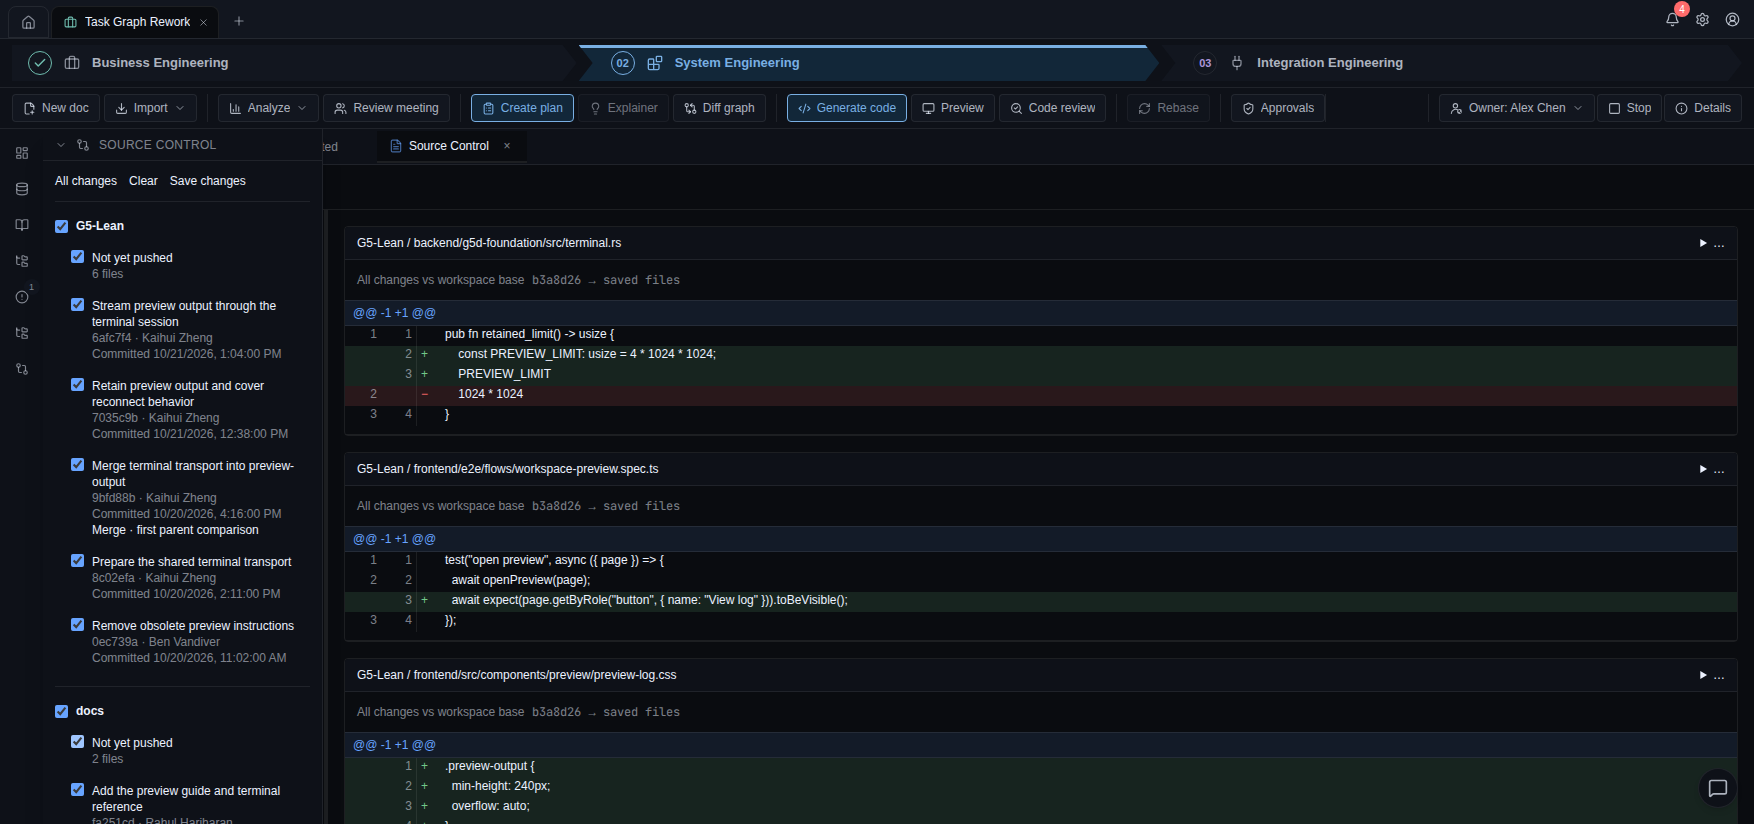 Task Graph Rework
4
Business Engineering
02 System Engineering
03 Integration Engineering
New doc
Import
Analyze
Review meeting
Create plan
Explainer
Diff graph
Generate code
Preview
Code review
Rebase
Approvals
Owner: Alex Chen
Stop
Details
SOURCE CONTROL
Source Control ×
All changes Clear Save changes
1
G5-Lean
Not yet pushed
6 files
Stream preview output through the
terminal session
6afc7f4 · Kaihui Zheng
Committed 10/21/2026, 1:04:00 PM
Retain preview output and cover
reconnect behavior
7035c9b · Kaihui Zheng
Committed 10/21/2026, 12:38:00 PM
Merge terminal transport into preview-
output
9bfd88b · Kaihui Zheng
Committed 10/20/2026, 4:16:00 PM
Merge · first parent comparison
Prepare the shared terminal transport
8c02efa · Kaihui Zheng
Committed 10/20/2026, 2:11:00 PM
Remove obsolete preview instructions
0ec739a · Ben Vandiver
Committed 10/20/2026, 11:02:00 AM
docs
Not yet pushed
2 files
Add the preview guide and terminal
reference
fa251cd · Rahul Hariharan
G5-Lean / backend/g5d-foundation/src/terminal.rs
...
All changes vs workspace base b3a8d26 → saved files
@@ -1 +1 @@
1 1 pub fn retained_limit() -> usize {
2 + const PREVIEW_LIMIT: usize = 4 * 1024 * 1024;
3 + PREVIEW_LIMIT
2 − 1024 * 1024
3 4 }
G5-Lean / frontend/e2e/flows/workspace-preview.spec.ts
...
All changes vs workspace base b3a8d26 → saved files
@@ -1 +1 @@
1 1 test("open preview", async ({ page }) => {
2 2 await openPreview(page);
3 + await expect(page.getByRole("button", { name: "View log" })).toBeVisible();
3 4 });
G5-Lean / frontend/src/components/preview/preview-log.css
...
All changes vs workspace base b3a8d26 → saved files
@@ -1 +1 @@
1 + .preview-output {
2 + min-height: 240px;
3 + overflow: auto;
4 + }